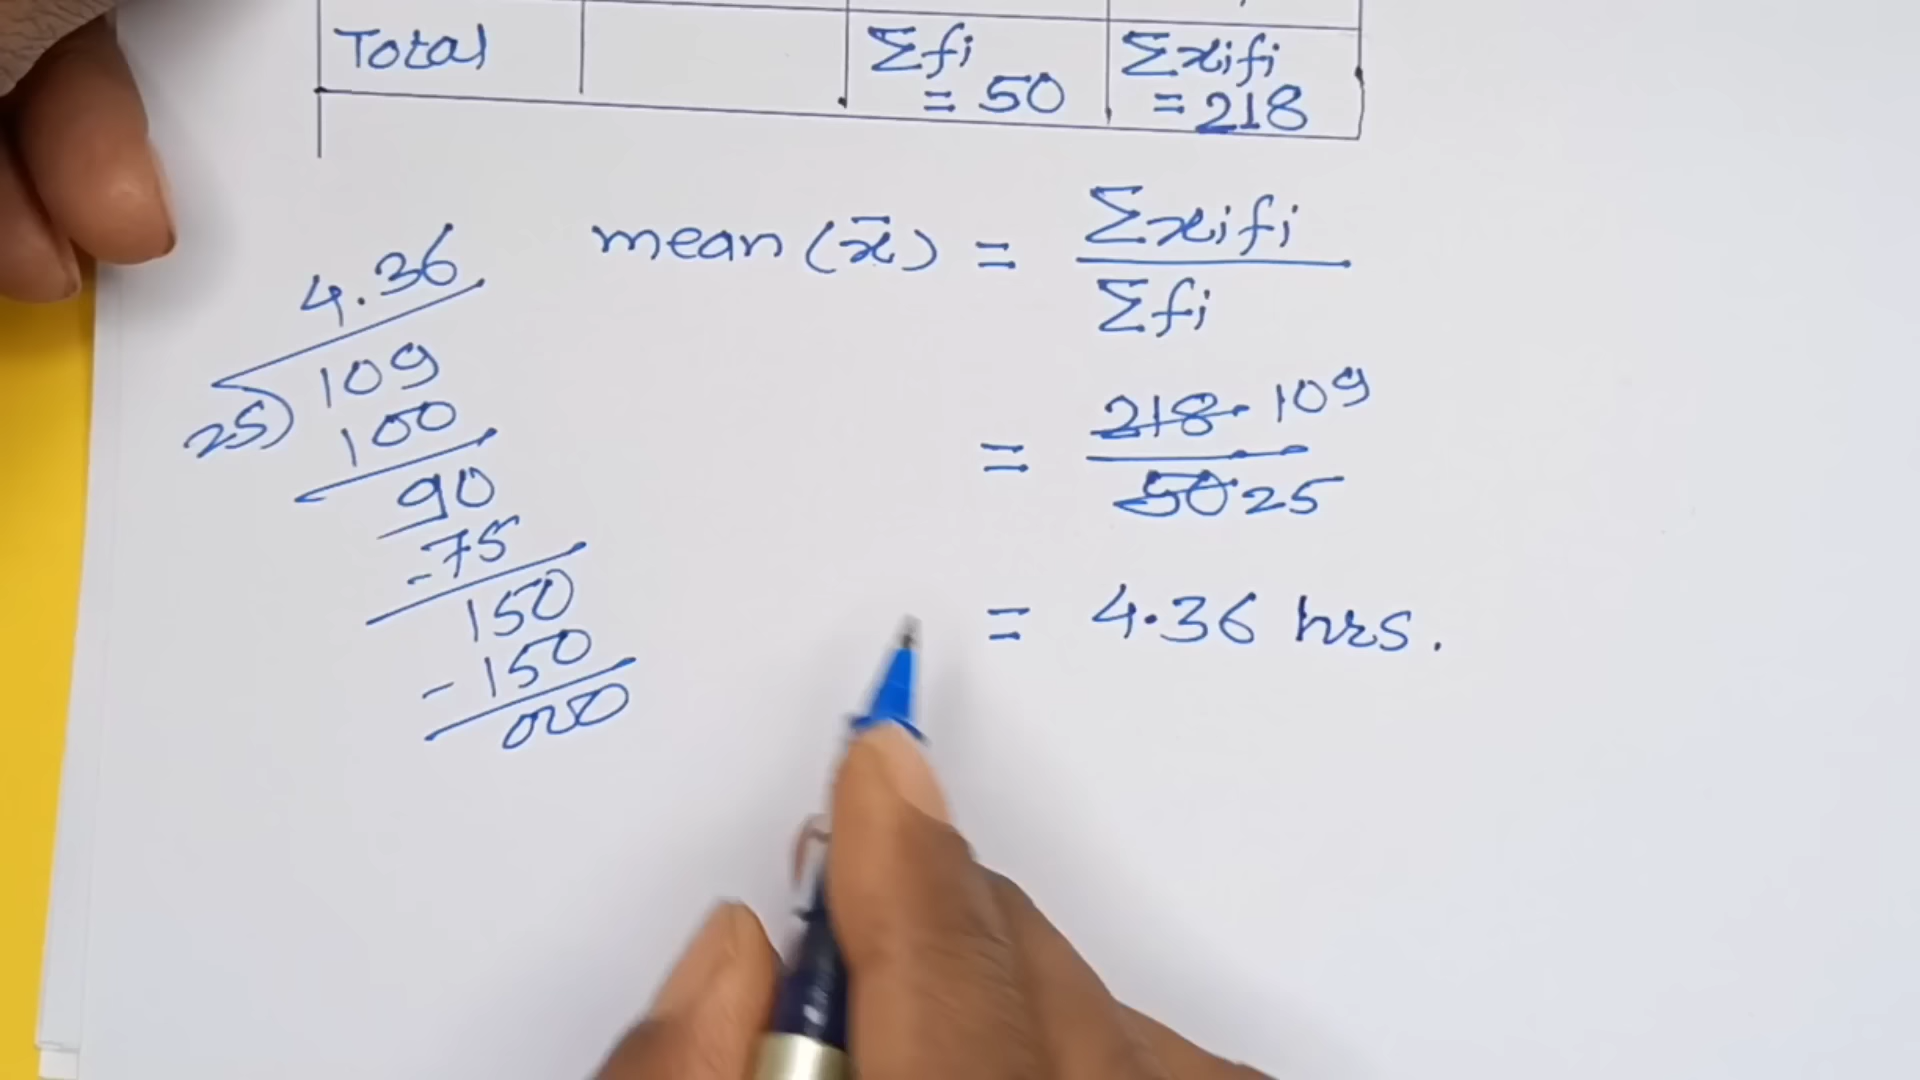 Total Σfi Σxifi
= 50 = 218
mean (x̄) = Σxifi
Σfi
= 218 109
50 25
= 4.36 hrs.
4.36
25) 109
100
90
- 75
150
- 150
000